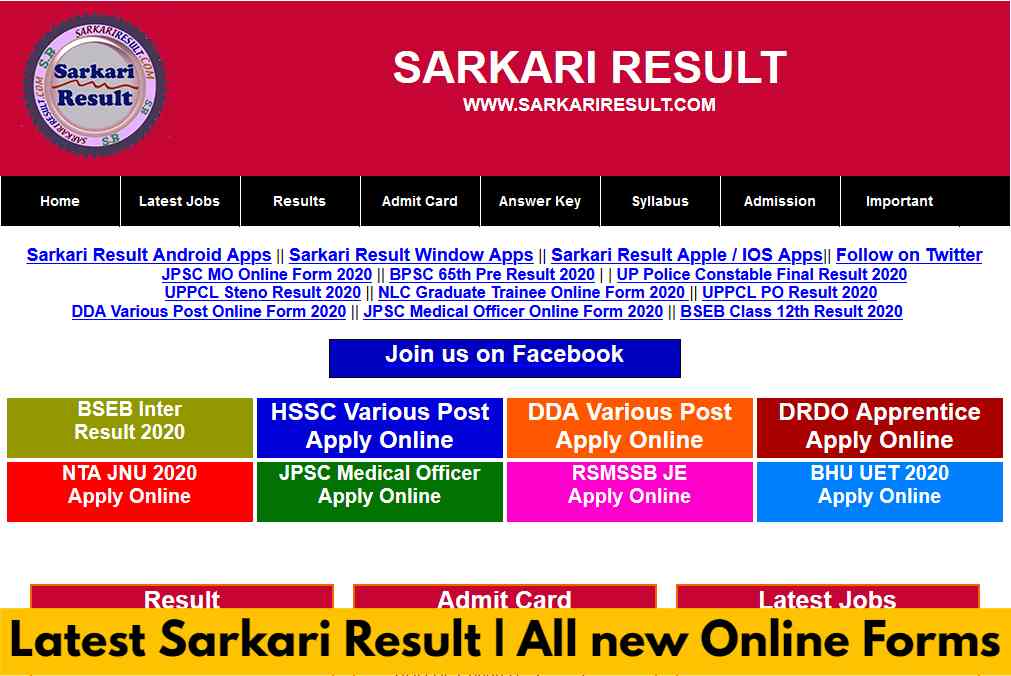 SARKARIRESULT.COM
S.R
Sarkari
Result
SARKARIRESULT.COM
S.R
SARKARI RESULT
WWW.SARKARIRESULT.COM
Home Latest Jobs Results Admit Card Answer Key Syllabus Admission Important
Sarkari Result Android Apps || Sarkari Result Window Apps || Sarkari Result Apple / IOS Apps|| Follow on Twitter
JPSC MO Online Form 2020 || BPSC 65th Pre Result 2020 | | UP Police Constable Final Result 2020
UPPCL Steno Result 2020 || NLC Graduate Trainee Online Form 2020 || UPPCL PO Result 2020
DDA Various Post Online Form 2020 || JPSC Medical Officer Online Form 2020 || BSEB Class 12th Result 2020
Join us on Facebook
BSEB Inter
Result 2020
HSSC Various Post
Apply Online
DDA Various Post
Apply Online
DRDO Apprentice
Apply Online
NTA JNU 2020
Apply Online
JPSC Medical Officer
Apply Online
RSMSSB JE
Apply Online
BHU UET 2020
Apply Online
Result Admit Card Latest Jobs
Latest Sarkari Result | All new Online Forms